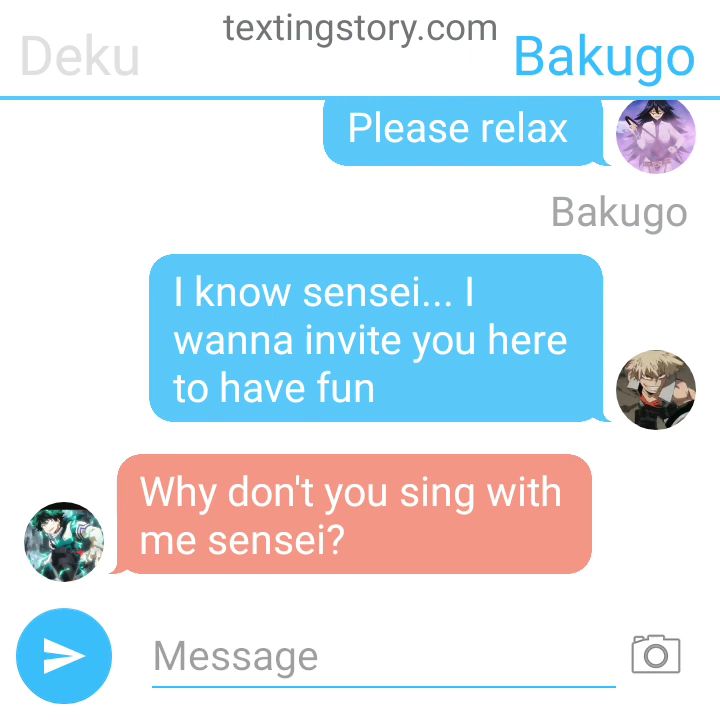 textingstory.com
Deku
Bakugo
Please relax
Bakugo
I know sensei... I
wanna invite you here
to have fun
Why don't you sing with
me sensei?
Message